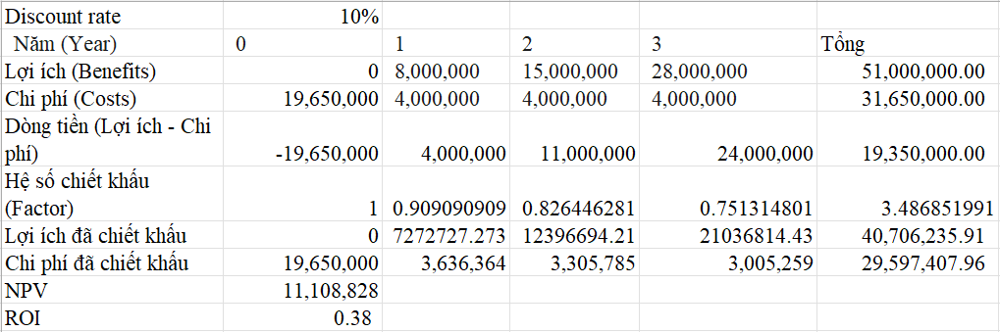 Discount rate 10%
Năm (Year) 0 1 2 3 Tổng
Lợi ích (Benefits) 0 8,000,000 15,000,000 28,000,000 51,000,000.00
Chi phí (Costs) 19,650,000 4,000,000 4,000,000 4,000,000 31,650,000.00
Dòng tiền (Lợi ích - Chi
phí) -19,650,000 4,000,000 11,000,000 24,000,000 19,350,000.00
Hệ số chiết khấu
(Factor) 1 0.909090909 0.826446281 0.751314801 3.486851991
Lợi ích đã chiết khấu 0 7272727.273 12396694.21 21036814.43 40,706,235.91
Chi phí đã chiết khấu 19,650,000 3,636,364 3,305,785 3,005,259 29,597,407.96
NPV 11,108,828
ROI 0.38